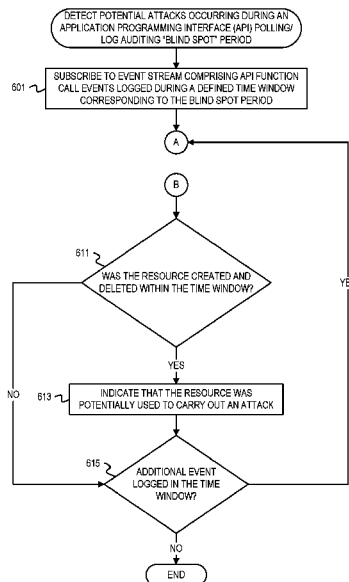 DETECT POTENTIAL ATTACKS OCCURRING DURING AN
APPLICATION PROGRAMMING INTERFACE (API) POLLING/
LOG AUDITING "BLIND SPOT" PERIOD
601
SUBSCRIBE TO EVENT STREAM COMPRISING API FUNCTION
CALL EVENTS LOGGED DURING A DEFINED TIME WINDOW
CORRESPONDING TO THE BLIND SPOT PERIOD
A
B
611
WAS THE RESOURCE CREATED AND
DELETED WITHIN THE TIME WINDOW?
YES
NO
613
INDICATE THAT THE RESOURCE WAS
POTENTIALLY USED TO CARRY OUT AN ATTACK
615
ADDITIONAL EVENT
LOGGED IN THE TIME
WINDOW?
NO
END